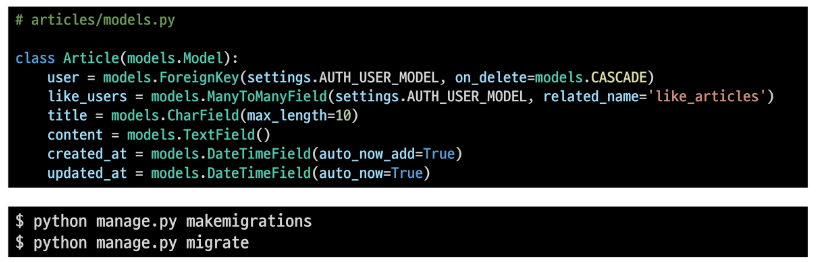 # articles/models.py
class Article(models.Model):
user = models.ForeignKey(settings.AUTH_USER_MODEL, on_delete=models.CASCADE)
like_users = models.ManyToManyField(settings.AUTH_USER_MODEL, related_name='like_articles')
title = models.CharField(max_length=10)
content = models.TextField()
created_at = models.DateTimeField(auto_now_add=True)
updated_at = models.DateTimeField(auto_now=True)
$ python manage.py makemigrations
$ python manage.py migrate